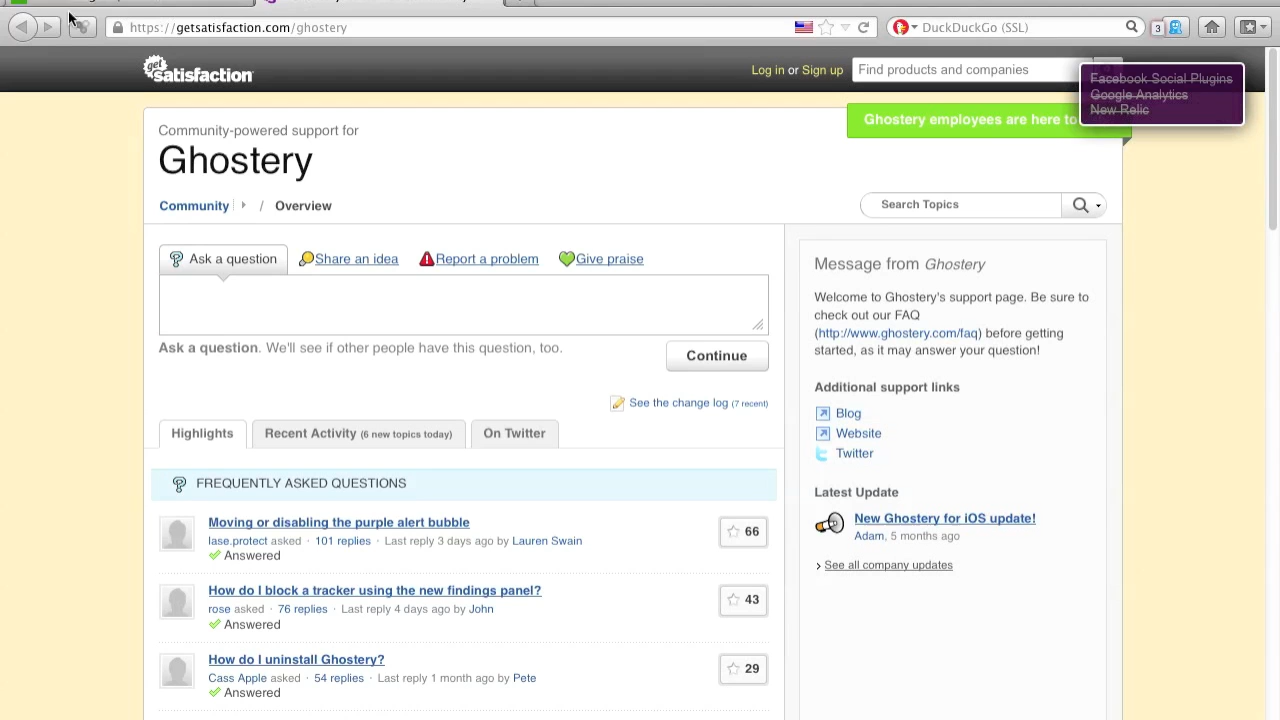 https://getsatisfaction.com/ghostery
DuckDuckGo (SSL)
3
get satisfaction
Log in or Sign up
Find products and companies
Facebook Social Plugins
Google Analytics
New Relic
Ghostery employees are here to
Community-powered support for
Ghostery
Community / Overview
Search Topics
Ask a question
Share an idea
Report a problem
Give praise
Ask a question. We'll see if other people have this question, too.
Continue
See the change log (7 recent)
Highlights
Recent Activity (6 new topics today)
On Twitter
FREQUENTLY ASKED QUESTIONS
Moving or disabling the purple alert bubble
lase.protect asked · 101 replies · Last reply 3 days ago by Lauren Swain
Answered
66
How do I block a tracker using the new findings panel?
rose asked · 76 replies · Last reply 4 days ago by John
Answered
43
How do I uninstall Ghostery?
Cass Apple asked · 54 replies · Last reply 1 month ago by Pete
Answered
29
Message from Ghostery
Welcome to Ghostery's support page. Be sure to
check out our FAQ
(http://www.ghostery.com/faq) before getting
started, as it may answer your question!
Additional support links
Blog
Website
Twitter
Latest Update
New Ghostery for iOS update!
Adam, 5 months ago
See all company updates